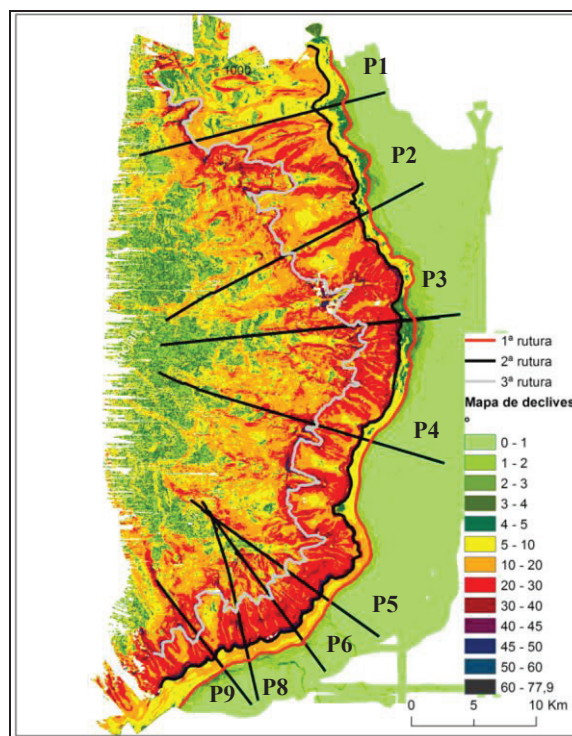 1000
P1
P2
P3
1ª rutura
2ª rutura
3ª rutura
Mapa de declives
º
0 - 1
1 - 2
2 - 3
3 - 4
4 - 5
5 - 10
10 - 20
20 - 30
30 - 40
40 - 45
45 - 50
50 - 60
60 - 77,9
P4
P5
P6
P8
P9
0 5 10 Km